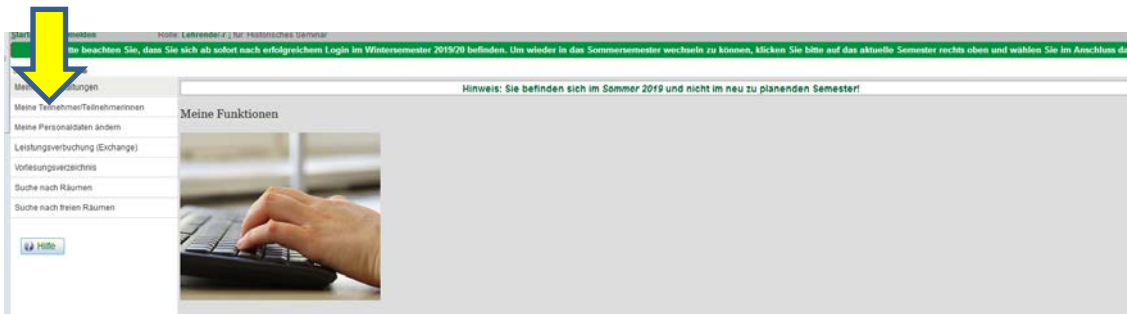 Rolle: Lehrende/-r ; für: Historisches Seminar
beachten Sie, dass Sie sich ab sofort nach erfolgreichem Login im Wintersemester 2019/20 befinden. Um wieder in das Sommersemester wechseln zu können, klicken Sie bitte auf das aktuelle Semester rechts oben und wählen Sie im Anschluss
Hinweis: Sie befinden sich im Sommer 2019 und nicht im neu zu planenden Semester!
Meine Teilnehmer/Teilnehmerinnen
Meine Funktionen
Meine Personaldaten ändern
Leistungsverbuchung (Exchange)
Vorlesungsverzeichnis
Suche nach Räumen
Suche nach freien Räumen
Hilfe